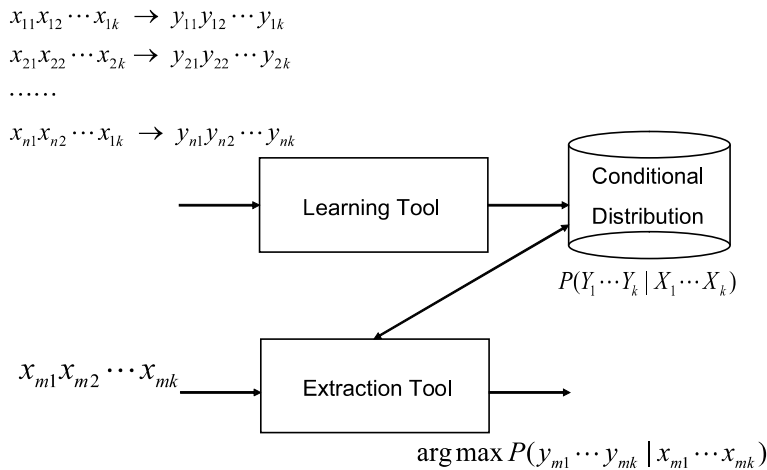 x₁₁x₁₂⋯x₁ₖ → y₁₁y₁₂⋯y₁ₖ
x₂₁x₂₂⋯x₂ₖ → y₂₁y₂₂⋯y₂ₖ
⋯⋯
xₙ₁xₙ₂⋯x₁ₖ → yₙ₁yₙ₂⋯yₙₖ
Learning Tool
Conditional
Distribution
P(Y₁⋯Yₖ | X₁⋯Xₖ)
xₘ₁xₘ₂⋯xₘₖ
Extraction Tool
arg max P(yₘ₁⋯yₘₖ | xₘ₁⋯xₘₖ)